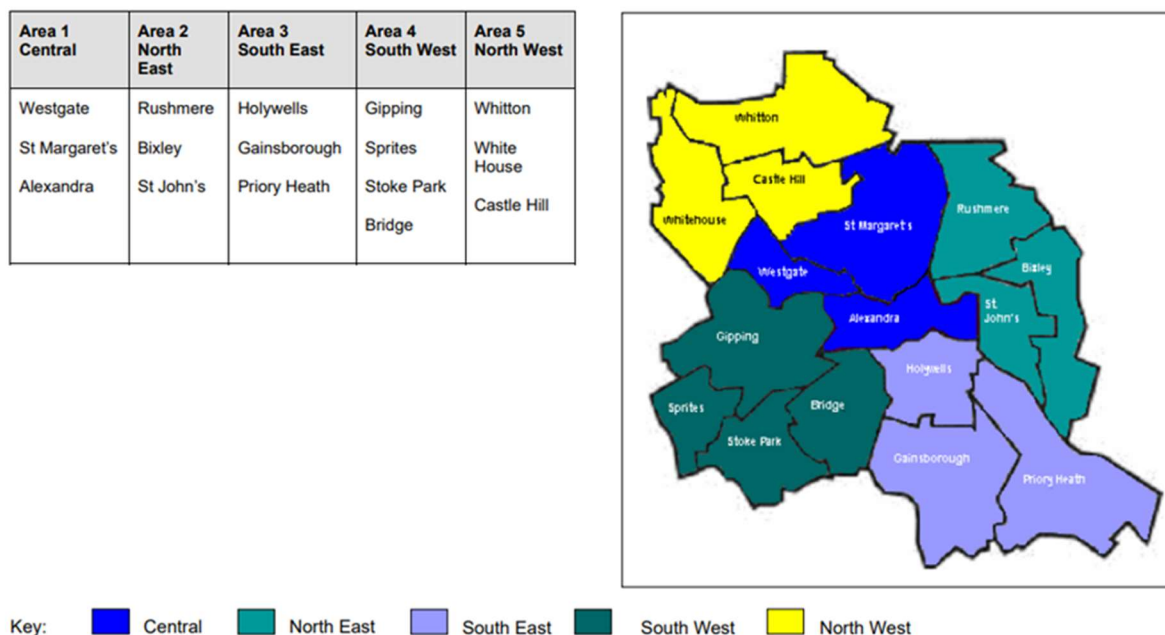 Area 1
Central
Area 2
North
East
Area 3
South East
Area 4
South West
Area 5
North West
Westgate
St Margaret's
Alexandra
Rushmere
Bixley
St John's
Holywells
Gainsborough
Priory Heath
Gipping
Sprites
Stoke Park
Bridge
Whitton
White
House
Castle Hill
Whitton
Castle Hill
Whitehouse
St Margaret's
Rushmere
Bixley
Westgate
St.
John's
Alexandra
Gipping
Holywells
Sprites
Bridge
Stoke Park
Gainsborough
Priory Heath
Key: Central North East South East South West North West